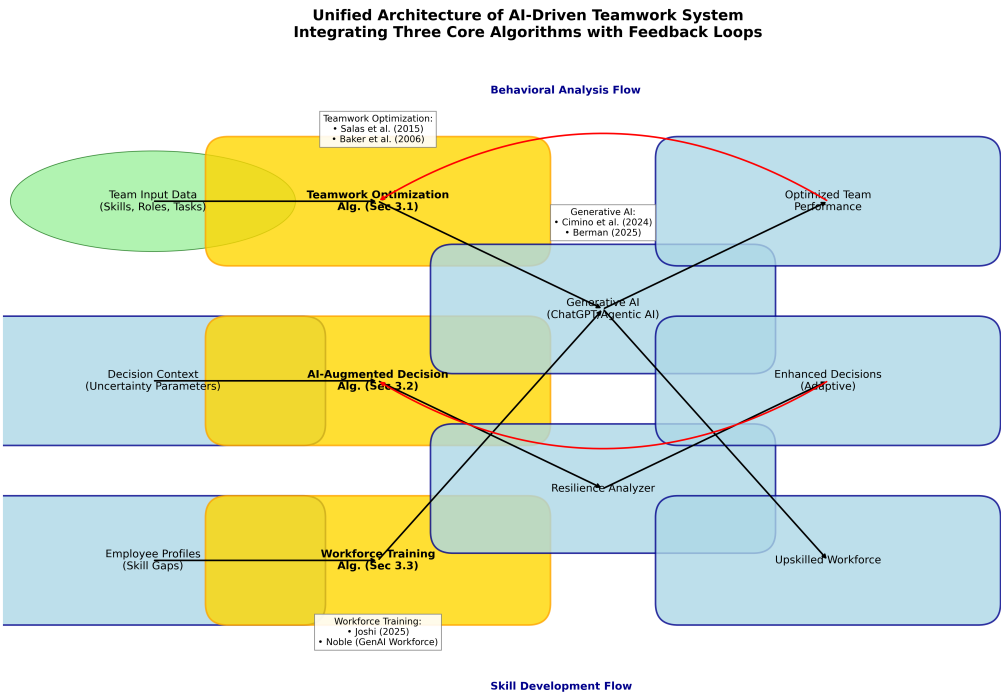 Unified Architecture of AI-Driven Teamwork System
Integrating Three Core Algorithms with Feedback Loops
Behavioral Analysis Flow
Teamwork Optimization:
• Salas et al. (2015)
• Baker et al. (2006)
Team Input Data
(Skills, Roles, Tasks)
Teamwork Optimization
Alg. (Sec 3.1)
Generative AI:
• Cimino et al. (2024)
• Berman (2025)
Optimized Team
Performance
Generative AI
(ChatGPT/Agentic AI)
Decision Context
(Uncertainty Parameters)
AI-Augmented Decision
Alg. (Sec 3.2)
Enhanced Decisions
(Adaptive)
Resilience Analyzer
Employee Profiles
(Skill Gaps)
Workforce Training
Alg. (Sec 3.3)
Upskilled Workforce
Workforce Training:
• Joshi (2025)
• Noble (GenAI Workforce)
Skill Development Flow